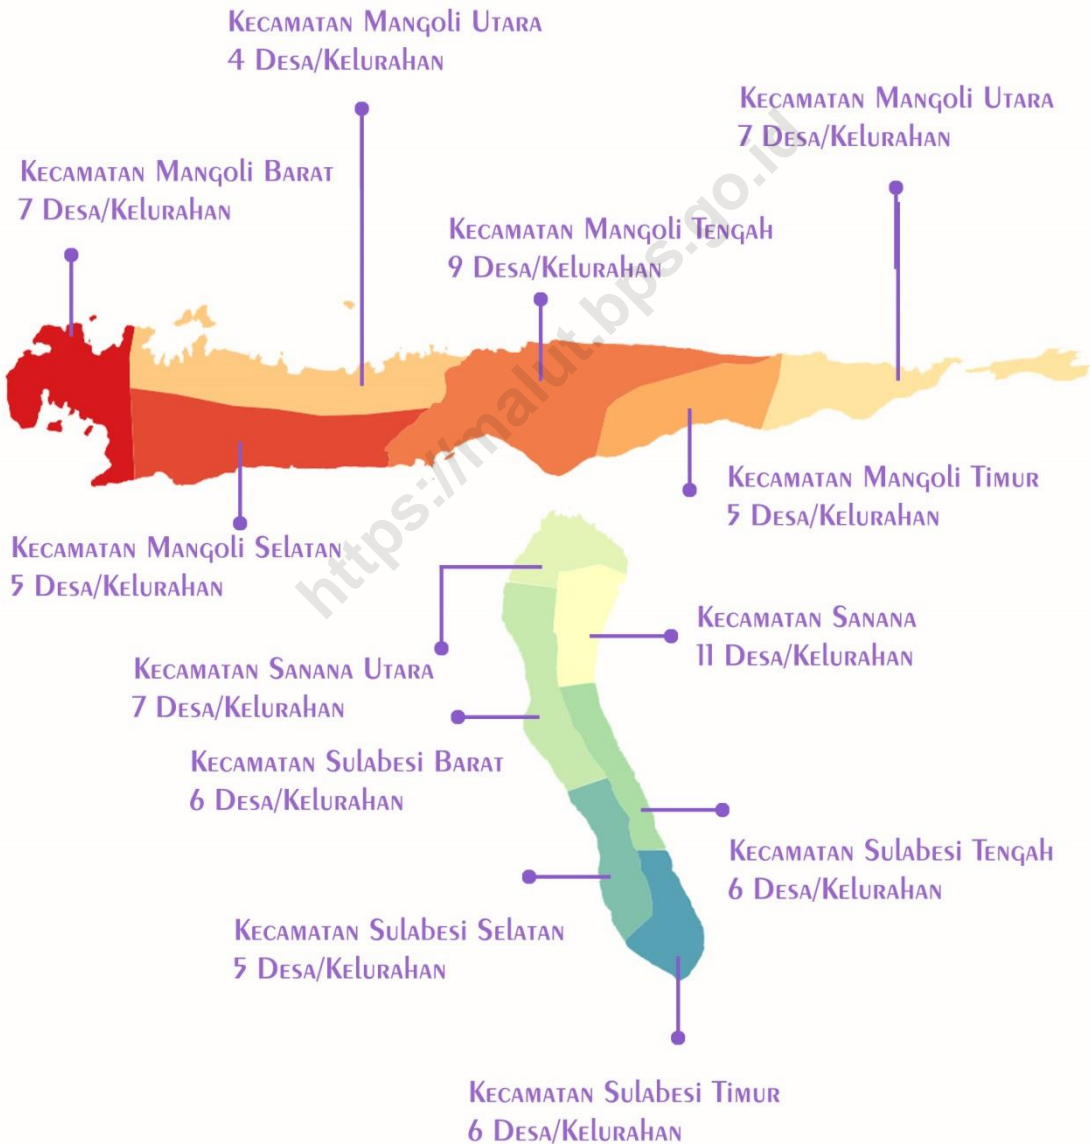 Kecamatan Mangoli Utara
4 Desa/Kelurahan
Kecamatan Mangoli Utara
7 Desa/Kelurahan
Kecamatan Mangoli Barat
7 Desa/Kelurahan
Kecamatan Mangoli Tengah
9 Desa/Kelurahan
Kecamatan Mangoli Timur
5 Desa/Kelurahan
Kecamatan Mangoli Selatan
5 Desa/Kelurahan
Kecamatan Sanana
11 Desa/Kelurahan
Kecamatan Sanana Utara
7 Desa/Kelurahan
Kecamatan Sulabesi Barat
6 Desa/Kelurahan
Kecamatan Sulabesi Tengah
6 Desa/Kelurahan
Kecamatan Sulabesi Selatan
5 Desa/Kelurahan
Kecamatan Sulabesi Timur
6 Desa/Kelurahan
https://malut.bps.go.id